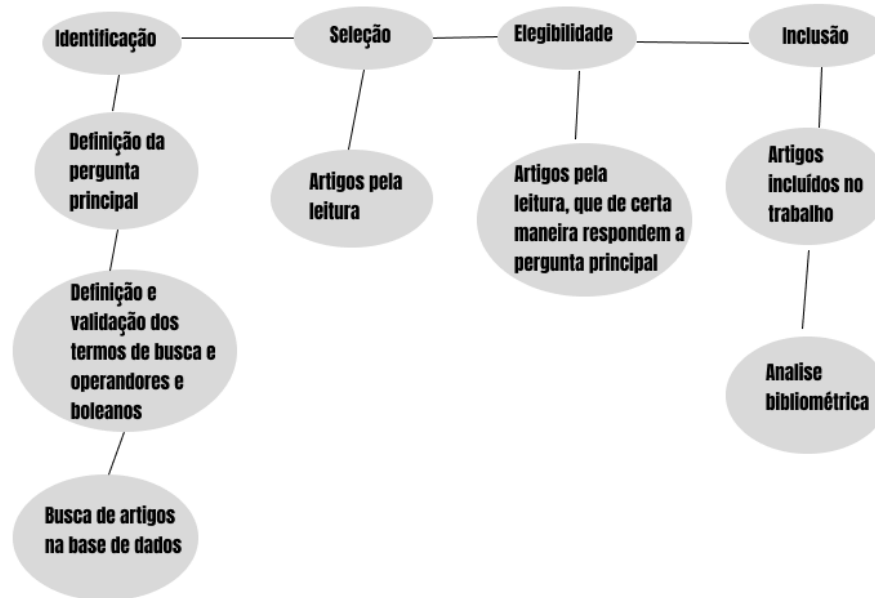 Identificação
Seleção
Elegibilidade
Inclusão
Definição da
pergunta
principal
Artigos pela
leitura
Artigos pela
leitura, que de certa
maneira respondem a
pergunta principal
Artigos
incluídos no
trabalho
Definição e
validação dos
termos de busca e
operandores e
boleanos
Analise
bibliométrica
Busca de artigos
na base de dados